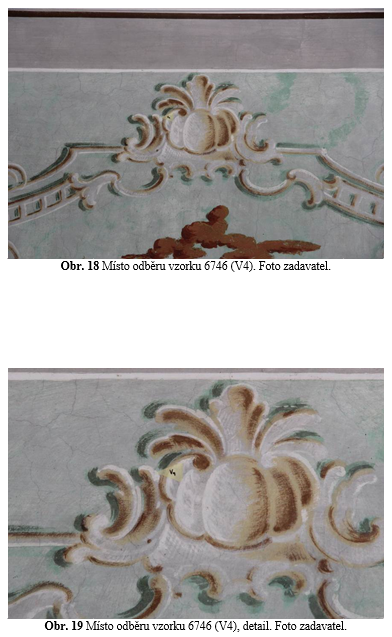 Obr. 18 Místo odběru vzorku 6746 (V4). Foto zadavatel.
V4
Obr. 19 Místo odběru vzorku 6746 (V4), detail. Foto zadavatel.